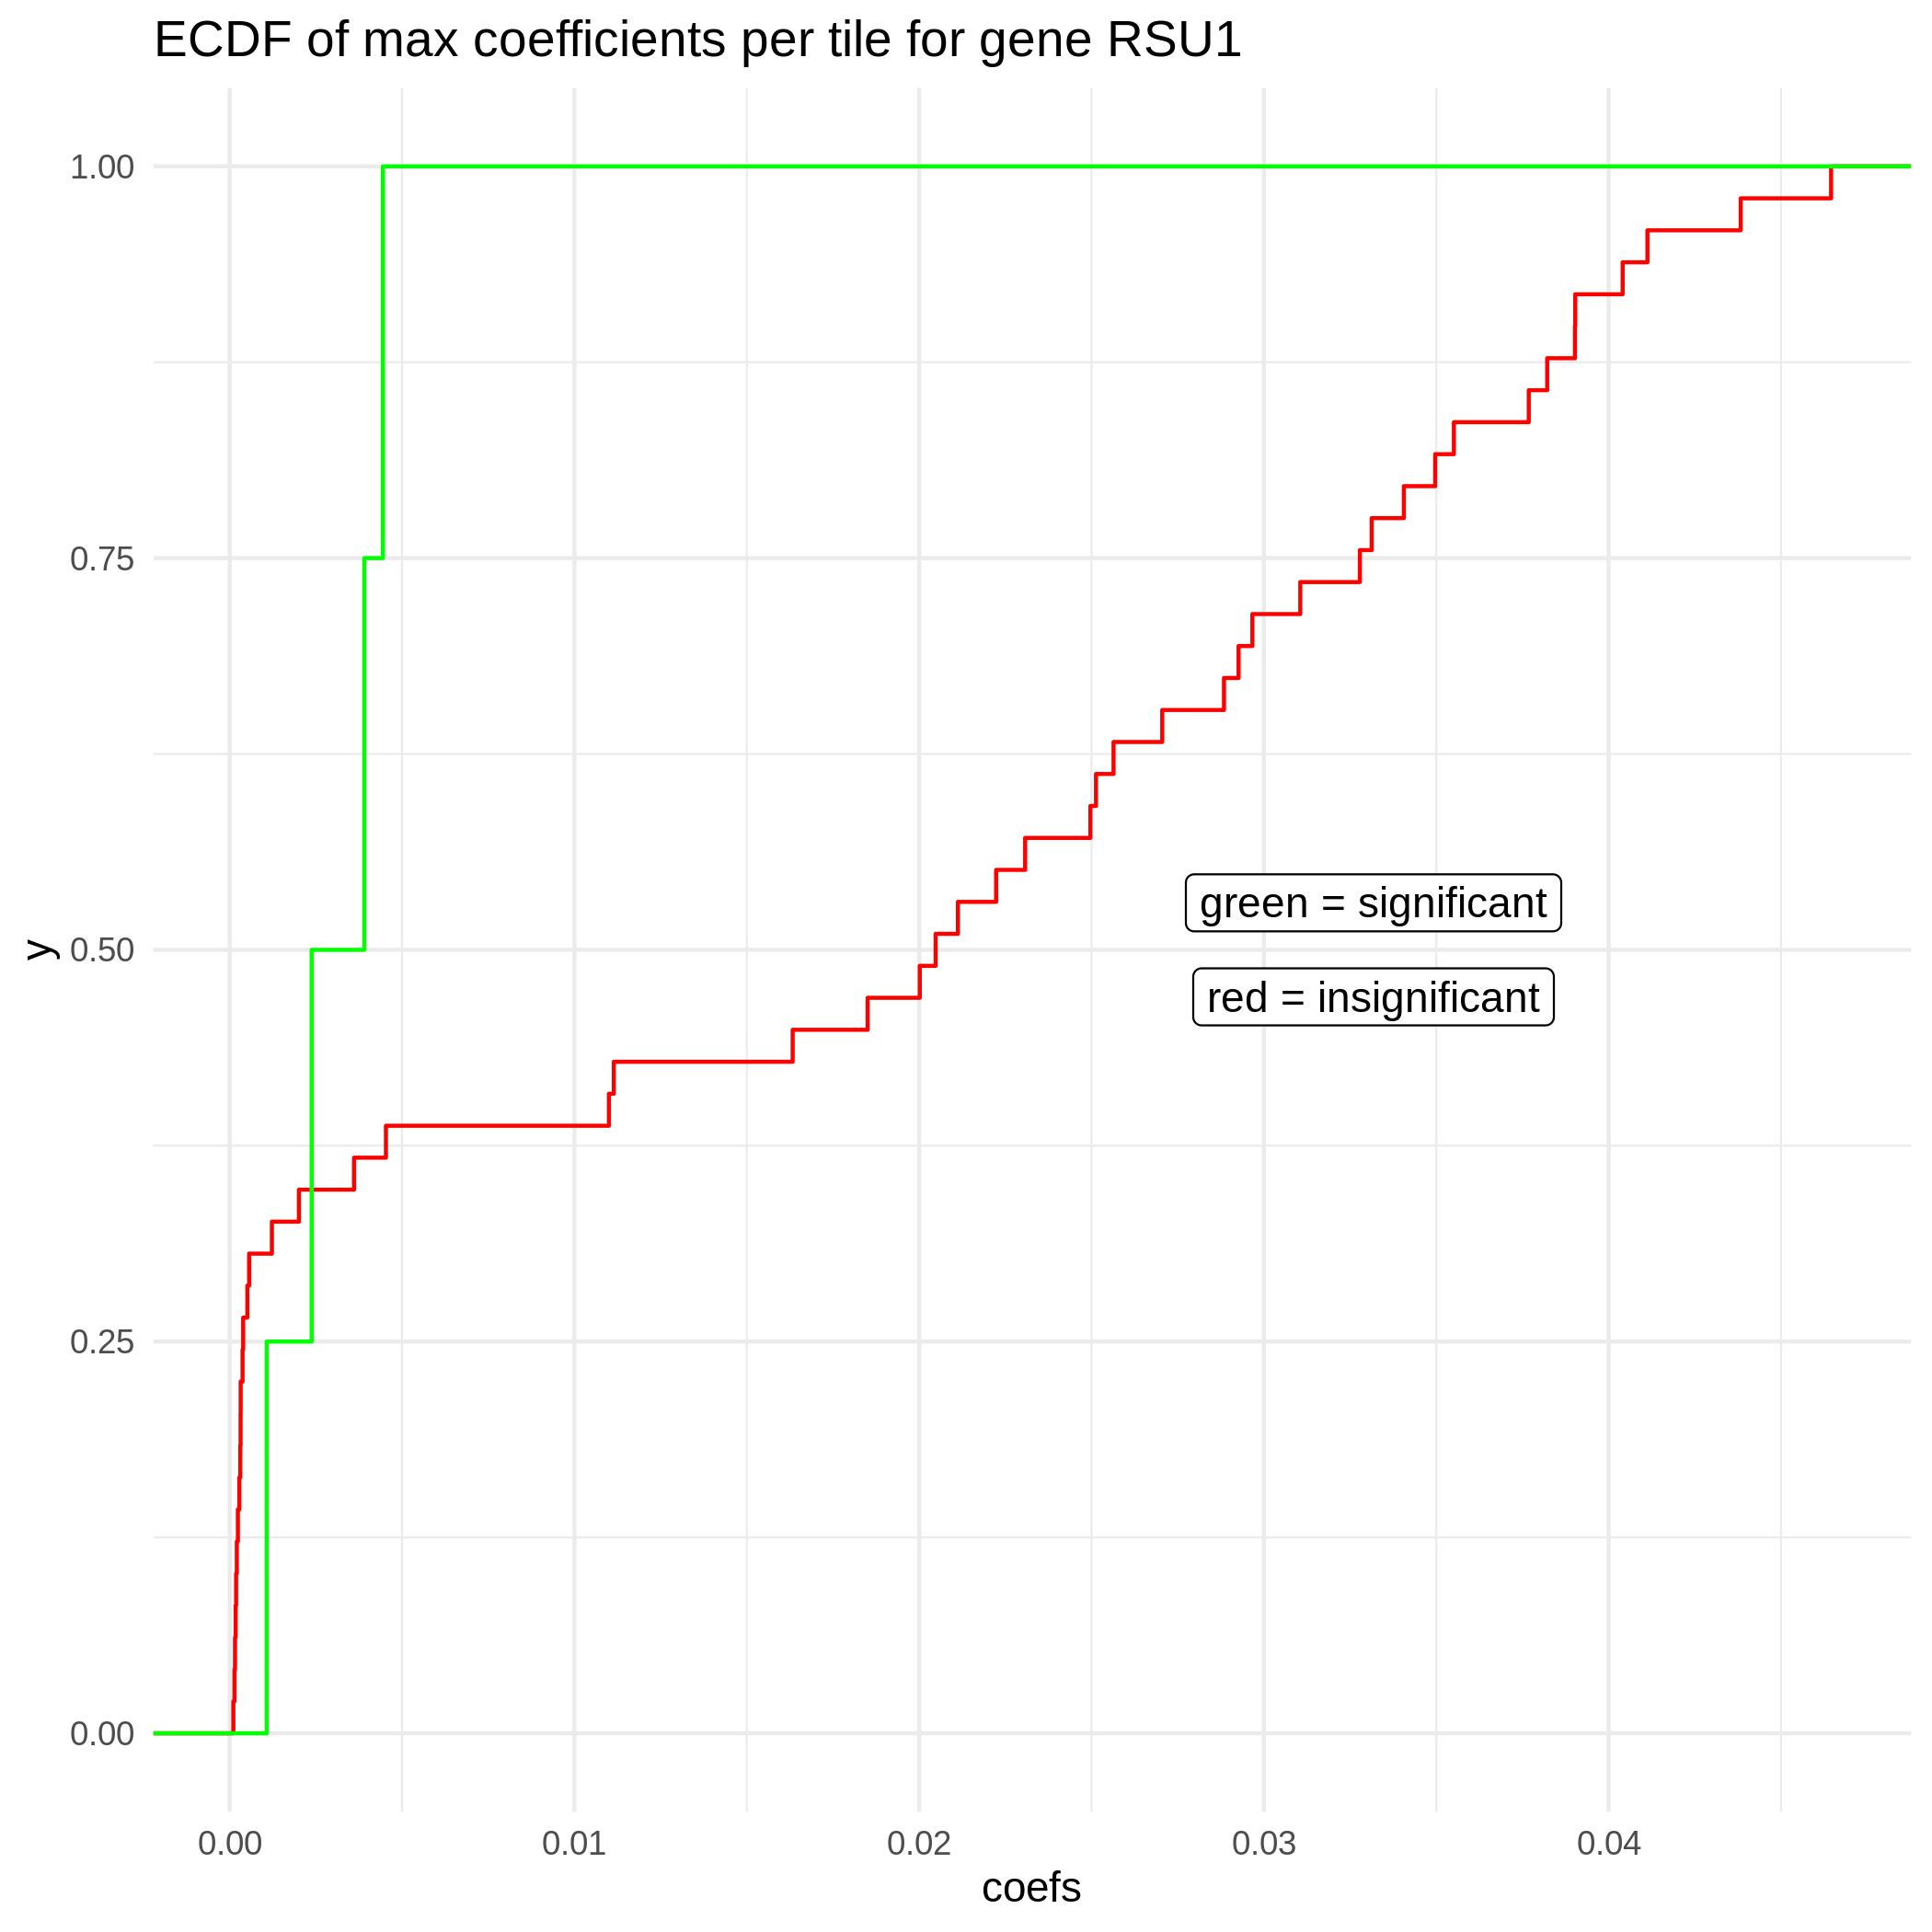 ECDF of max coefficients per tile for gene RSU1
1.00
0.75
0.50
0.25
0.00
y
green = significant
red = insignificant
0.00 0.01 0.02 0.03 0.04
coefs